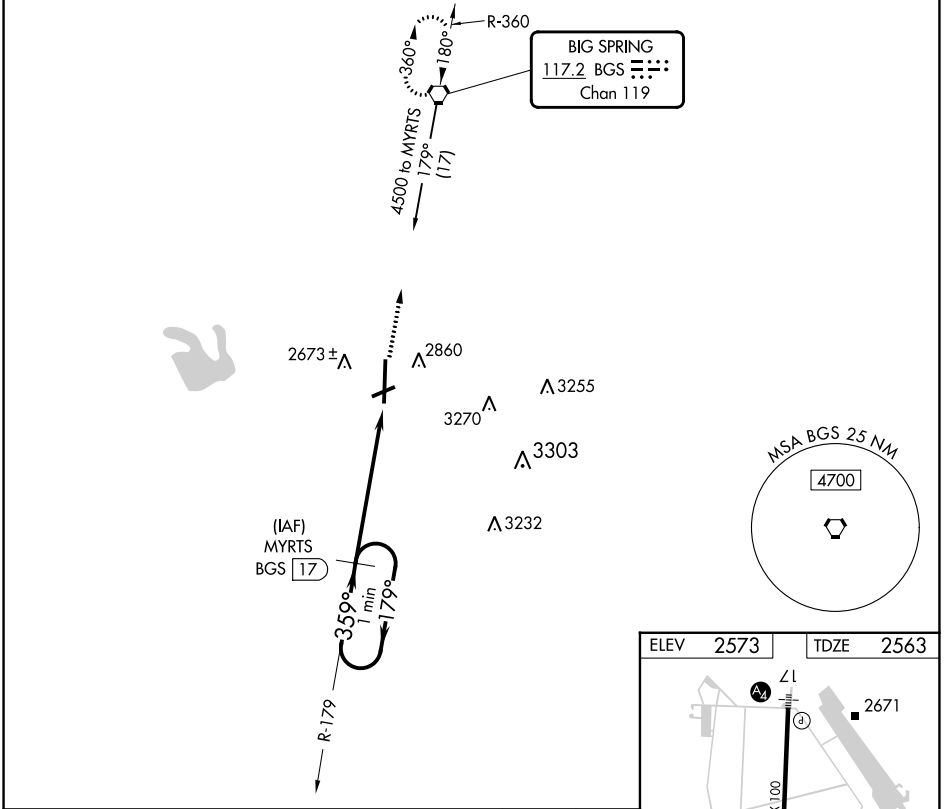 R-360
360°
180°
BIG SPRING
117.2 BGS
Chan 119
4500 to MYRTS
179°
(17)
2673±
2860
3255
3270
3303
3232
MSA BGS 25 NM
4700
(IAF)
MYRTS
BGS 17
359°
1 min
179°
R-179
ELEV 2573
TDZE 2563
17
A4
P
2671
X 100